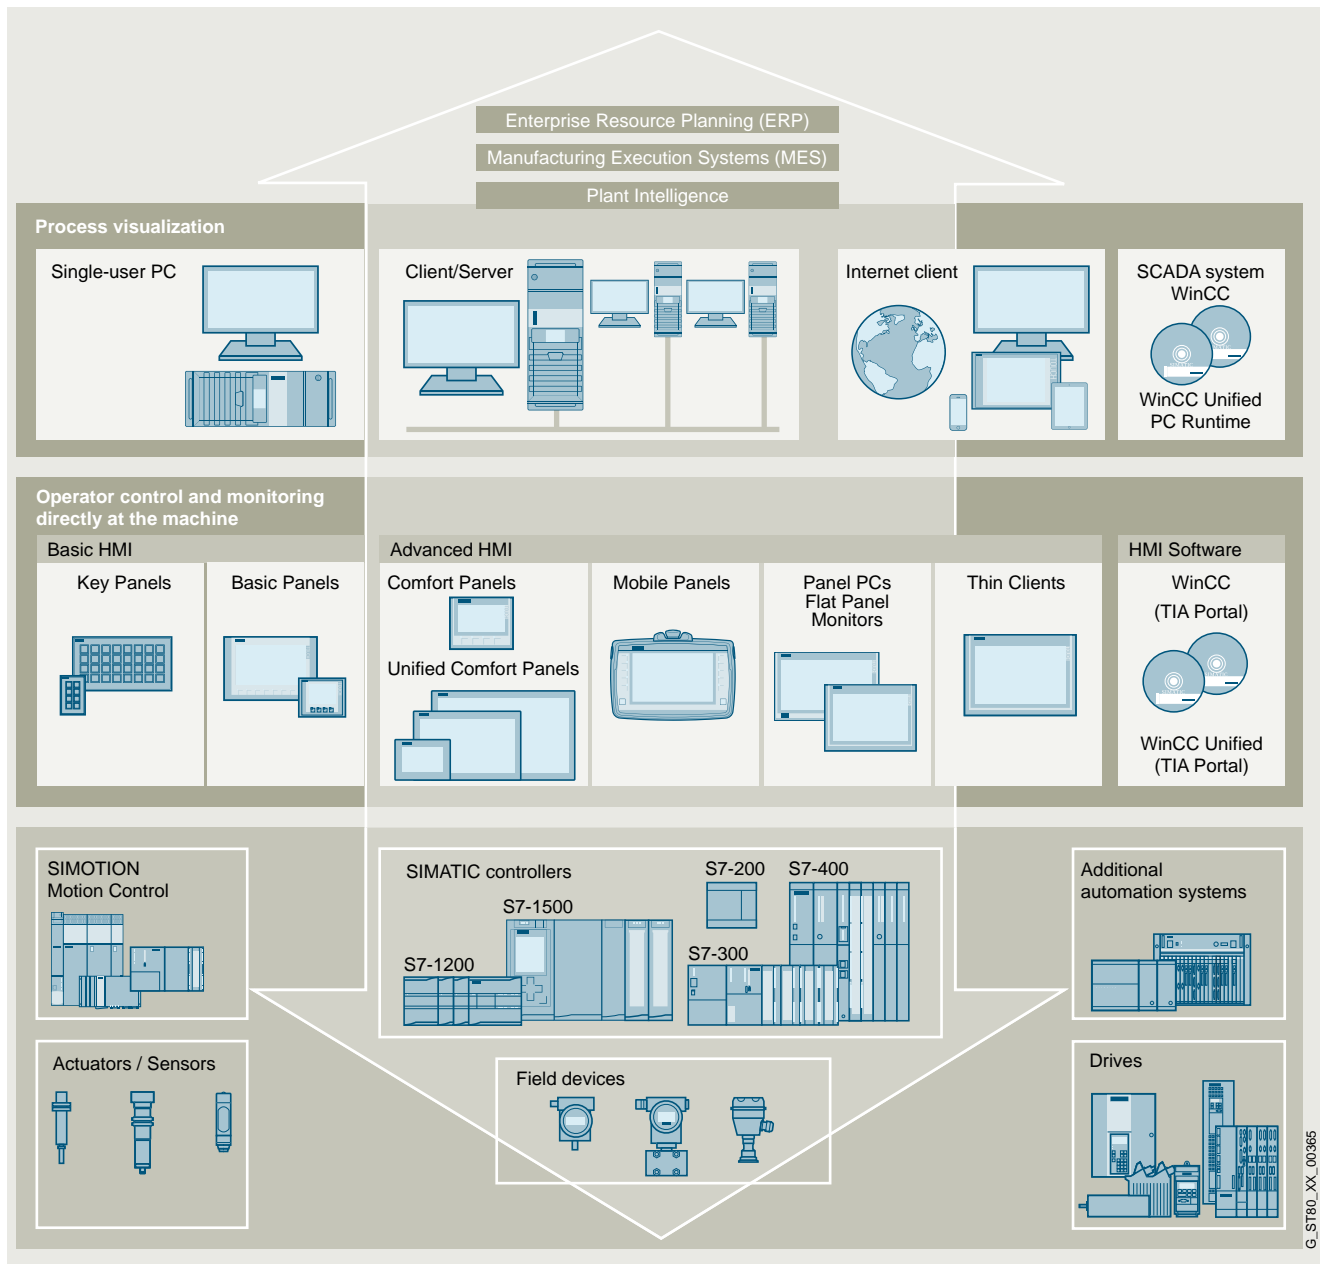 Enterprise Resource Planning (ERP)
Manufacturing Execution Systems (MES)
Plant Intelligence
Process visualization
Single-user PC
Client/Server
Internet client
SCADA system
WinCC
WinCC Unified
PC Runtime
Operator control and monitoring
directly at the machine
Basic HMI
Key Panels
Basic Panels
Advanced HMI
Comfort Panels
Unified Comfort Panels
Mobile Panels
Panel PCs
Flat Panel
Monitors
Thin Clients
HMI Software
WinCC
(TIA Portal)
WinCC Unified
(TIA Portal)
SIMOTION
Motion Control
SIMATIC controllers
S7-1500
S7-1200
S7-200
S7-400
S7-300
Additional
automation systems
Actuators / Sensors
Field devices
Drives
G_ST80_XX_00365